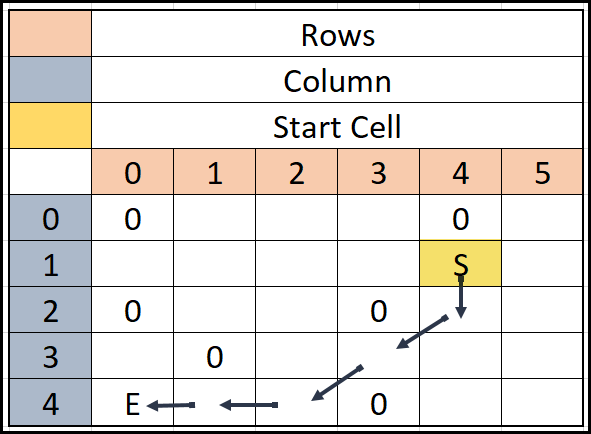 Rows
Column
Start Cell
0 1 2 3 4 5
0 0 0
1 S
2 0 0
3 0
4 E 0